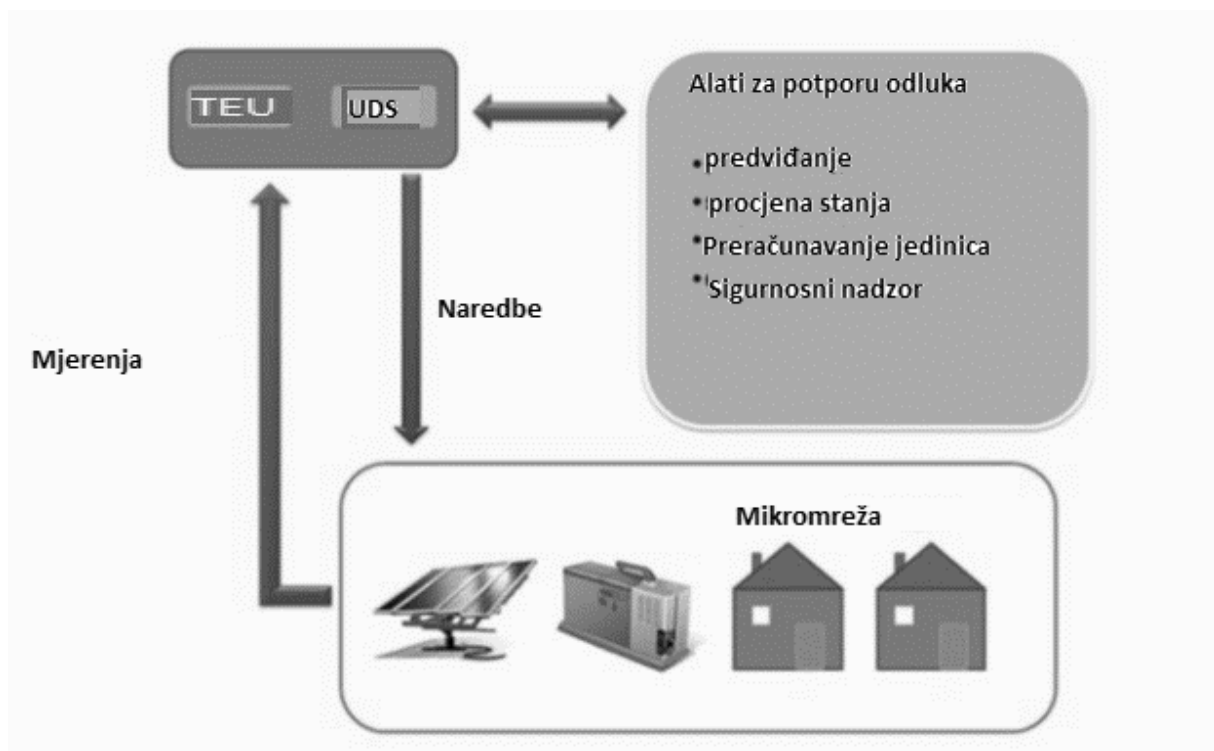 TEU UDS
Alati za potporu odluka
predviđanje
procjena stanja
Preračunavanje jedinica
Sigurnosni nadzor
Naredbe
Mjerenja
Mikromreža